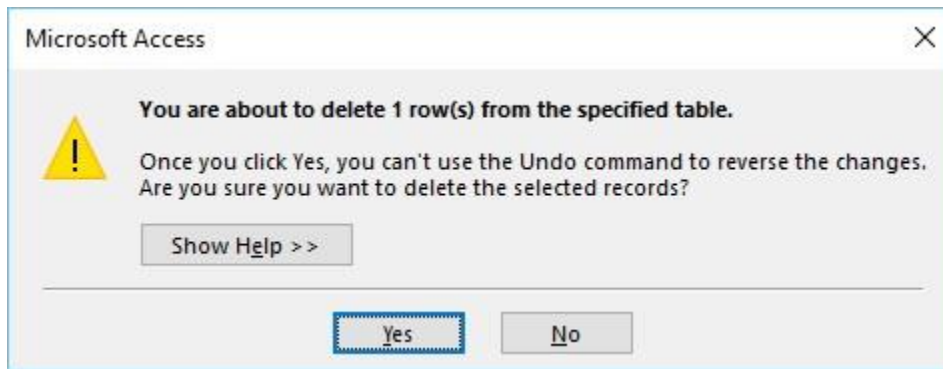 Microsoft Access
You are about to delete 1 row(s) from the specified table.
Once you click Yes, you can't use the Undo command to reverse the changes.
Are you sure you want to delete the selected records?
Show Help >>
Yes
No